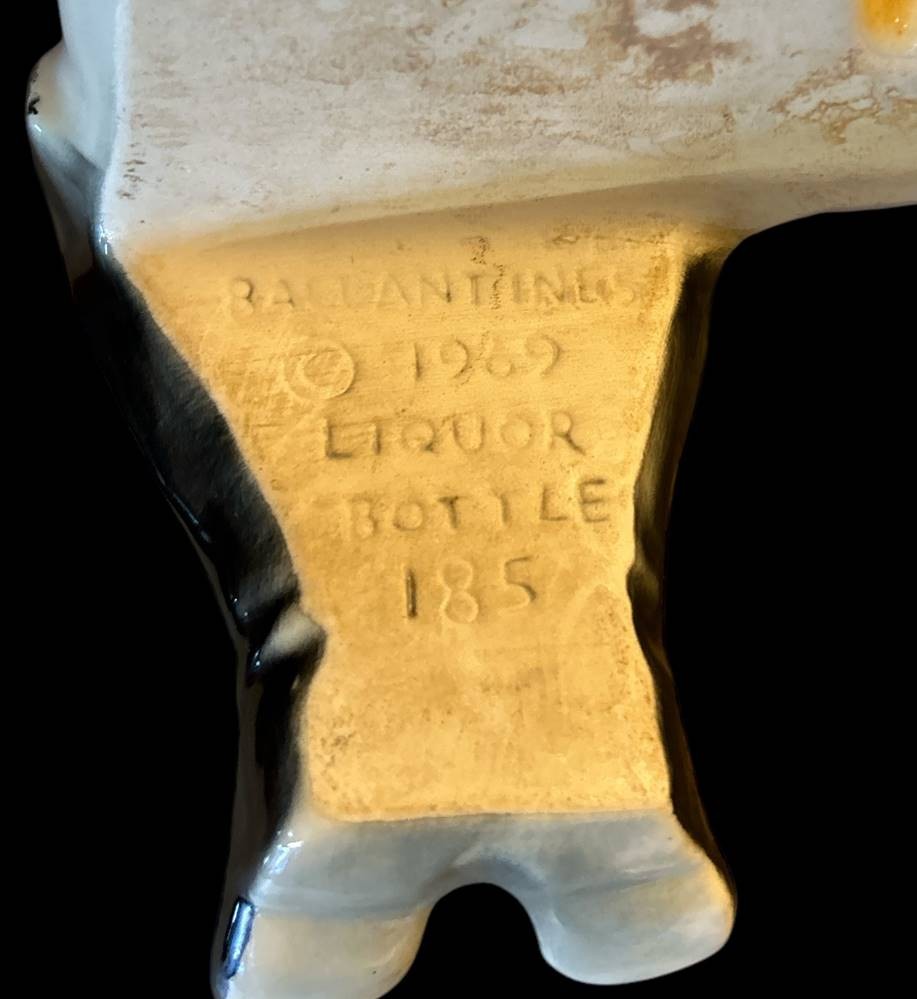 BALLANTINES
© 1969
LIQUOR
BOTTLE
185